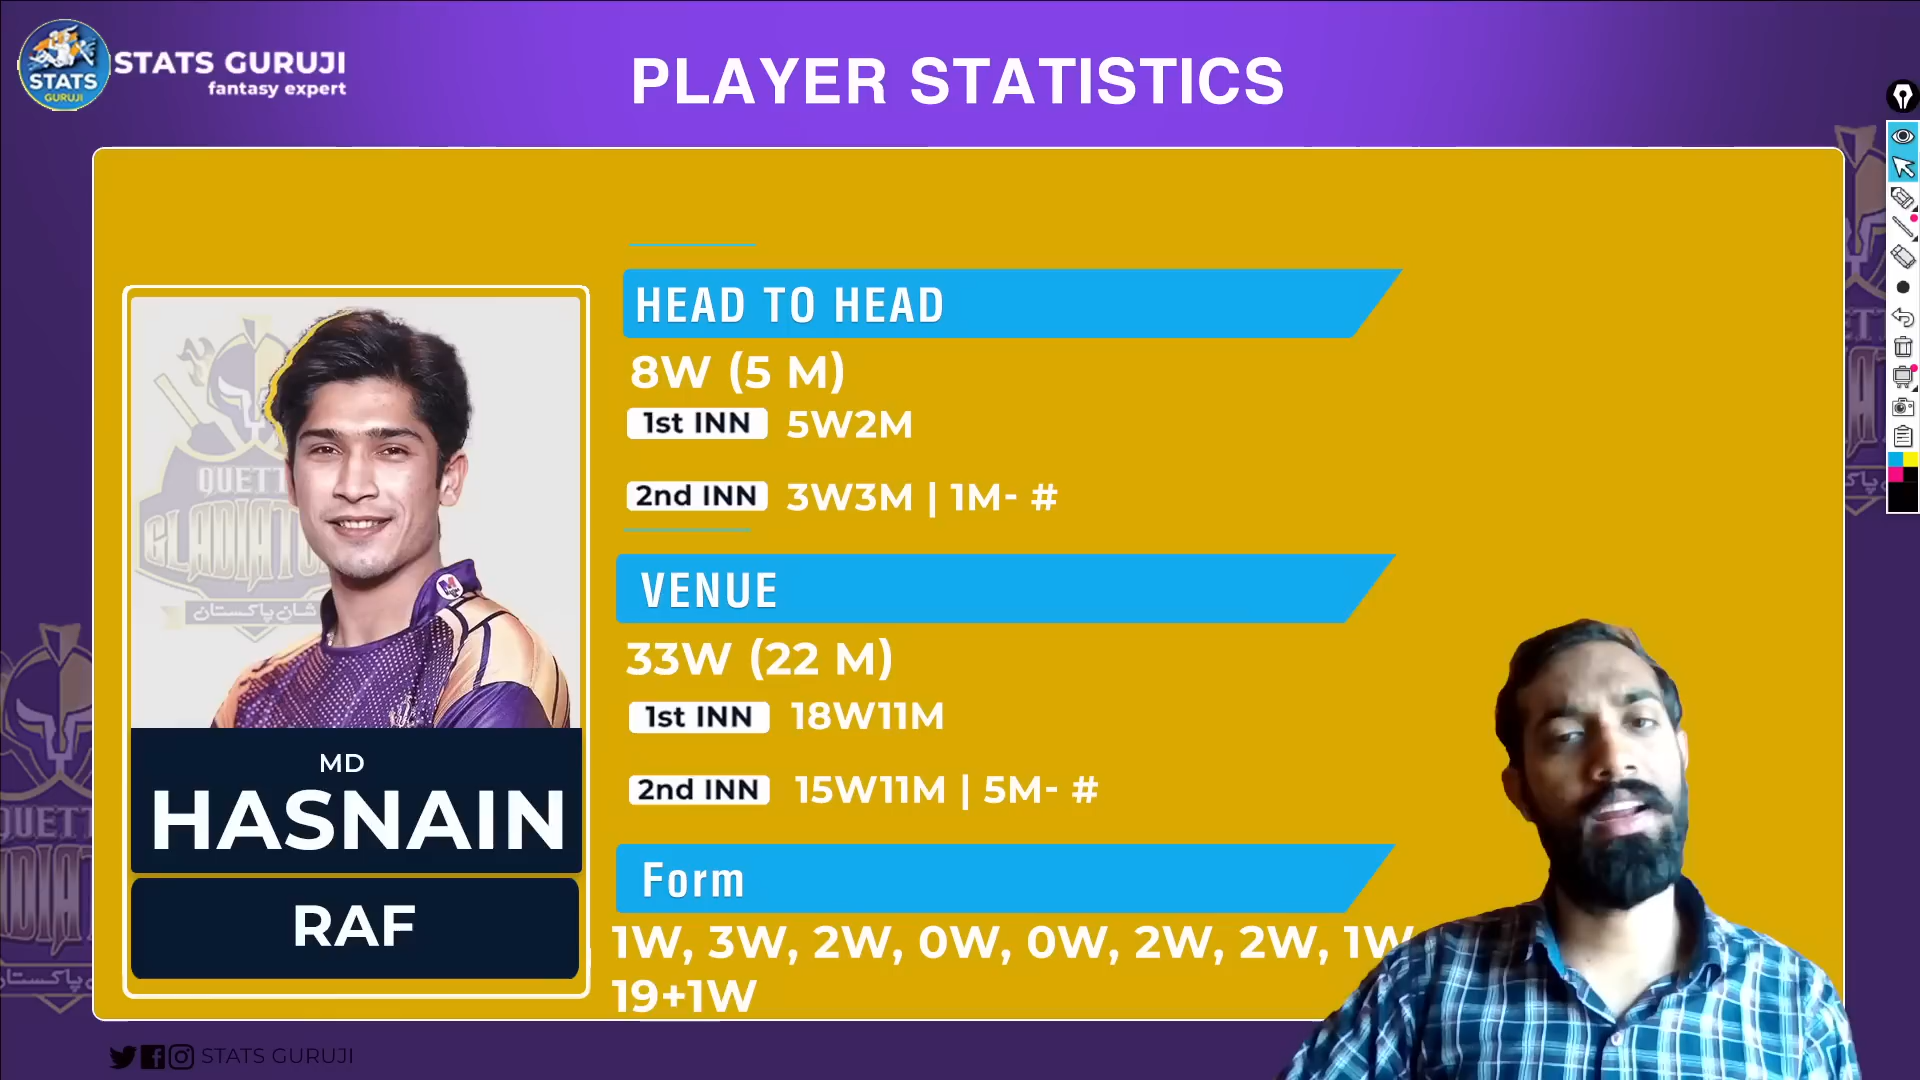 STATS GURUJI
fantasy expert
STATS
GURUJI
PLAYER STATISTICS
HEAD TO HEAD
8W (5 M)
1st INN 5W2M
2nd INN 3W3M | 1M- #
VENUE
33W (22 M)
1st INN 18W11M
2nd INN 15W11M | 5M- #
Form
1W, 3W, 2W, 0W, 0W, 2W, 2W, 1W
19+1W
MD
HASNAIN
RAF
STATS GURUJI